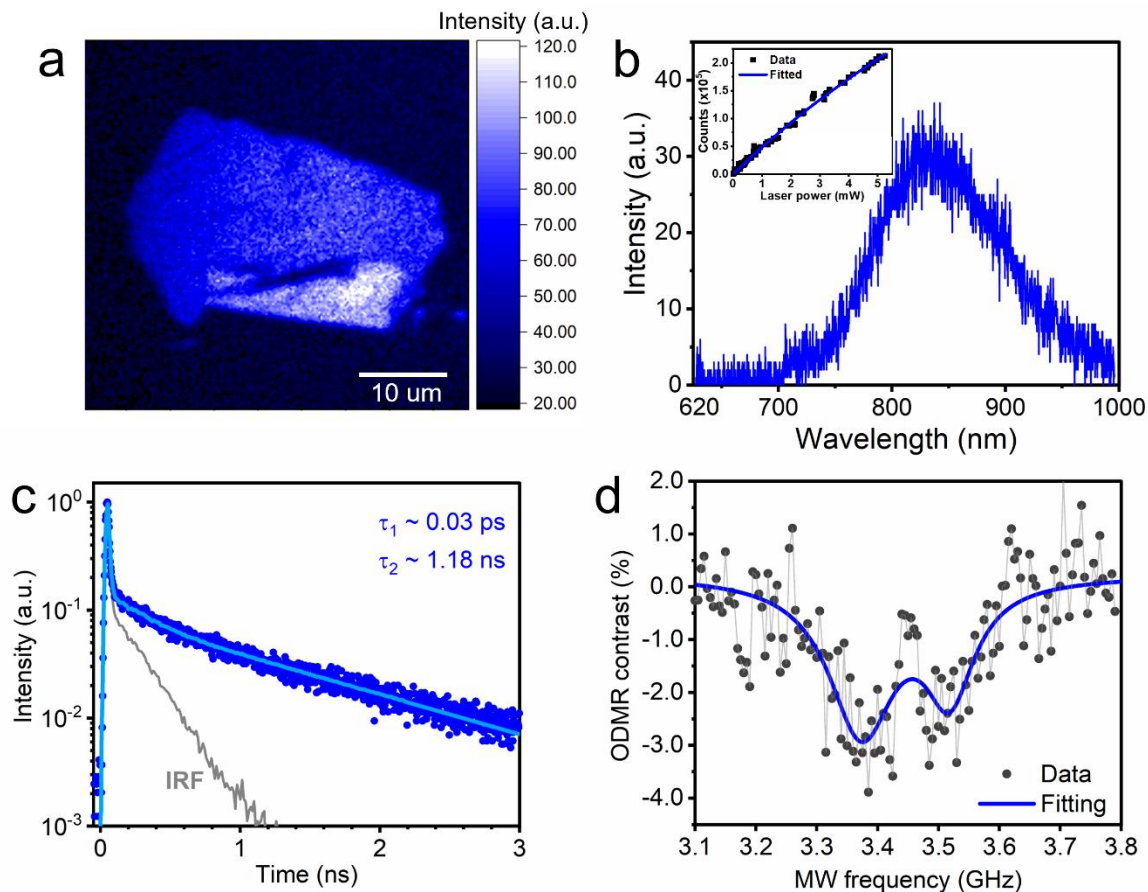 a
Intensity (a.u.)
120.0
110.0
100.00
90.00
80.00
70.00
60.00
50.00
40.00
30.00
20.00
10 um
b
Intensity (a.u.)
40
30
20
10
0
620
700
800
900
1000
Wavelength (nm)
Counts (x10⁵)
2.0
1.5
1.0
0.5
0.0
0 1 2 3 4 5
Laser power (mW)
Data
Fitted
c
Intensity (a.u.)
10⁰
10⁻¹
10⁻²
10⁻³
τ₁ ~ 0.03 ps
τ₂ ~ 1.18 ns
IRF
0 1 2 3
Time (ns)
d
ODMR contrast (%)
2.0
1.0
0.0
-1.0
-2.0
-3.0
-4.0
Data
Fitting
3.1 3.2 3.3 3.4 3.5 3.6 3.7 3.8
MW frequency (GHz)